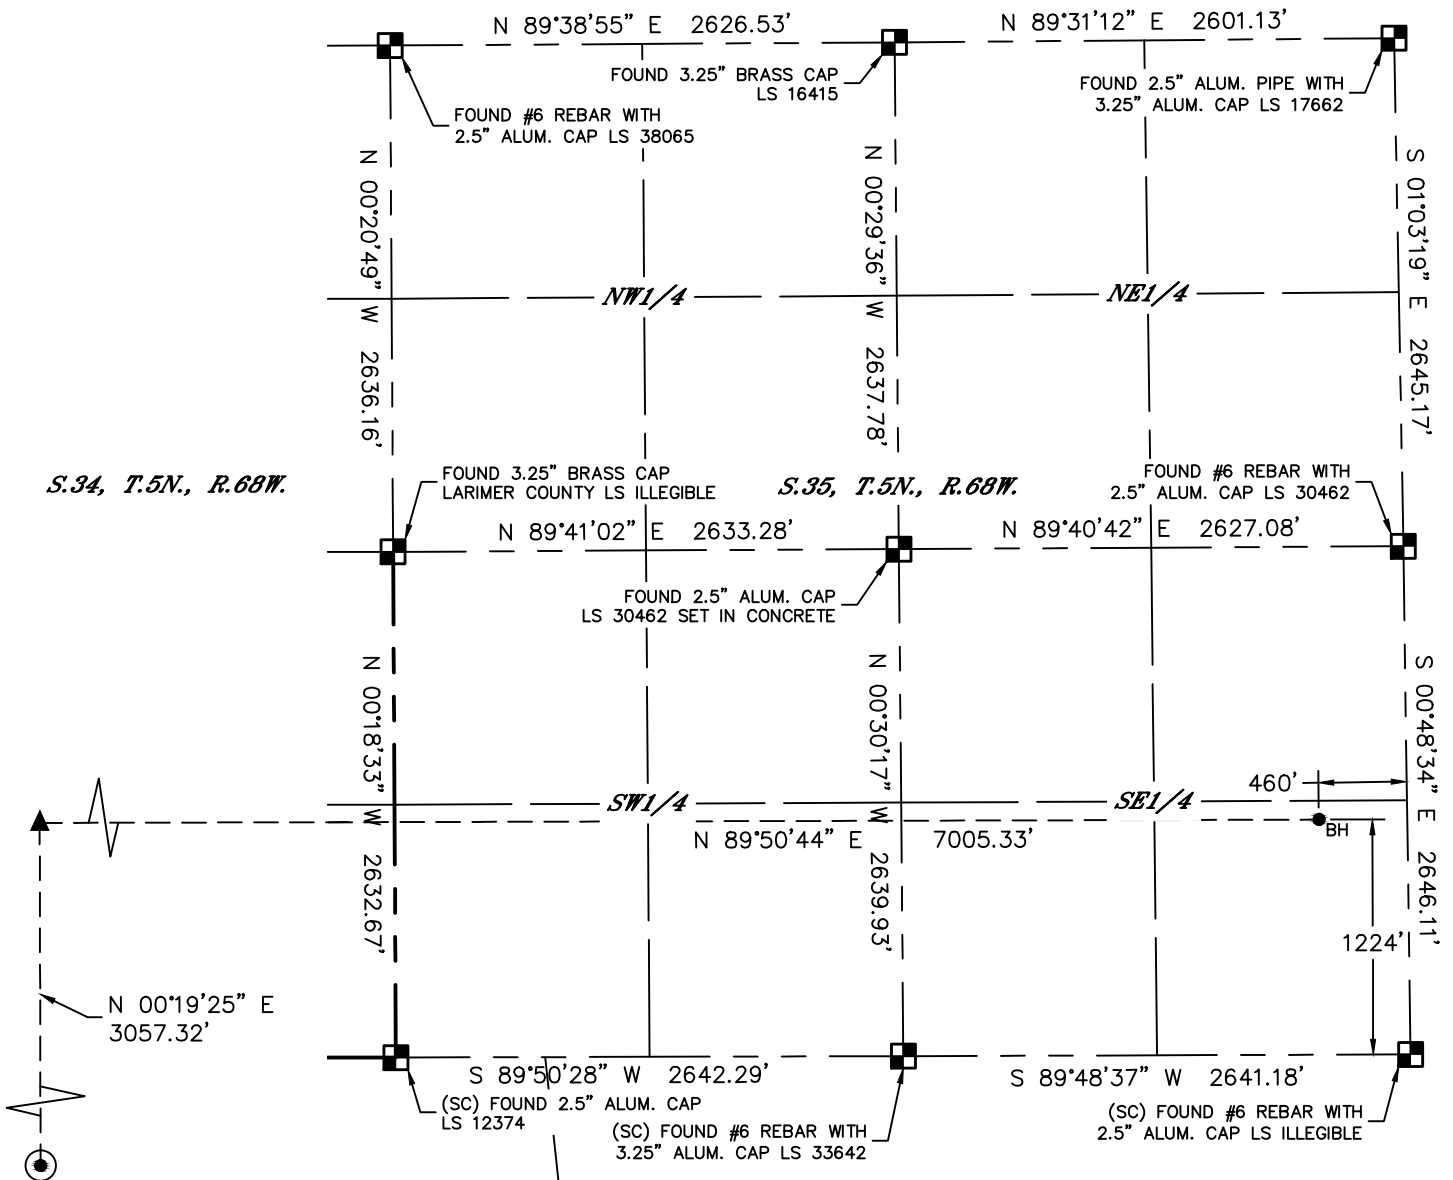 N 89°38'55" E 2626.53'
N 89°31'12" E 2601.13'
FOUND 3.25" BRASS CAP
LS 16415
FOUND 2.5" ALUM. PIPE WITH
3.25" ALUM. CAP LS 17662
FOUND #6 REBAR WITH
2.5" ALUM. CAP LS 38065
N 00°20'49" W 2636.16'
N 00°29'36" W 2637.78'
S 01°03'19" E 2645.17'
NW1/4
NE1/4
S.34, T.5N., R.68W.
FOUND 3.25" BRASS CAP
LARIMER COUNTY LS ILLEGIBLE
S.35, T.5N., R.68W.
FOUND #6 REBAR WITH
2.5" ALUM. CAP LS 30462
N 89°41'02" E 2633.28'
N 89°40'42" E 2627.08'
FOUND 2.5" ALUM. CAP
LS 30462 SET IN CONCRETE
N 00°18'33" W 2632.67'
N 00°30'17" W 2639.93'
S 00°48'34" E 2646.11'
460'
SW1/4
SE1/4
BH
N 89°50'44" E 7005.33'
1224'
N 00°19'25" E
3057.32'
S 89°50'28" W 2642.29'
S 89°48'37" W 2641.18'
(SC) FOUND 2.5" ALUM. CAP
LS 12374
(SC) FOUND #6 REBAR WITH
3.25" ALUM. CAP LS 33642
(SC) FOUND #6 REBAR WITH
2.5" ALUM. CAP LS ILLEGIBLE